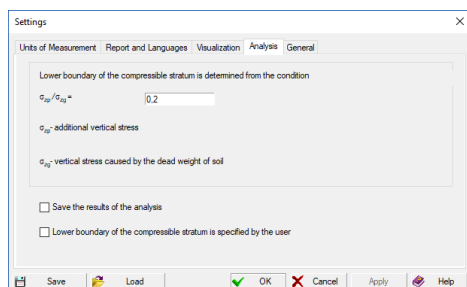 Settings
Units of Measurement Report and Languages Visualization Analysis General
Lower boundary of the compressible stratum is determined from the condition
σzp/σzg= 0.2
σzp- additional vertical stress
σzg- vertical stress caused by the dead weight of soil
Save the results of the analysis
Lower boundary of the compressible stratum is specified by the user
Save Load OK Cancel Apply Help